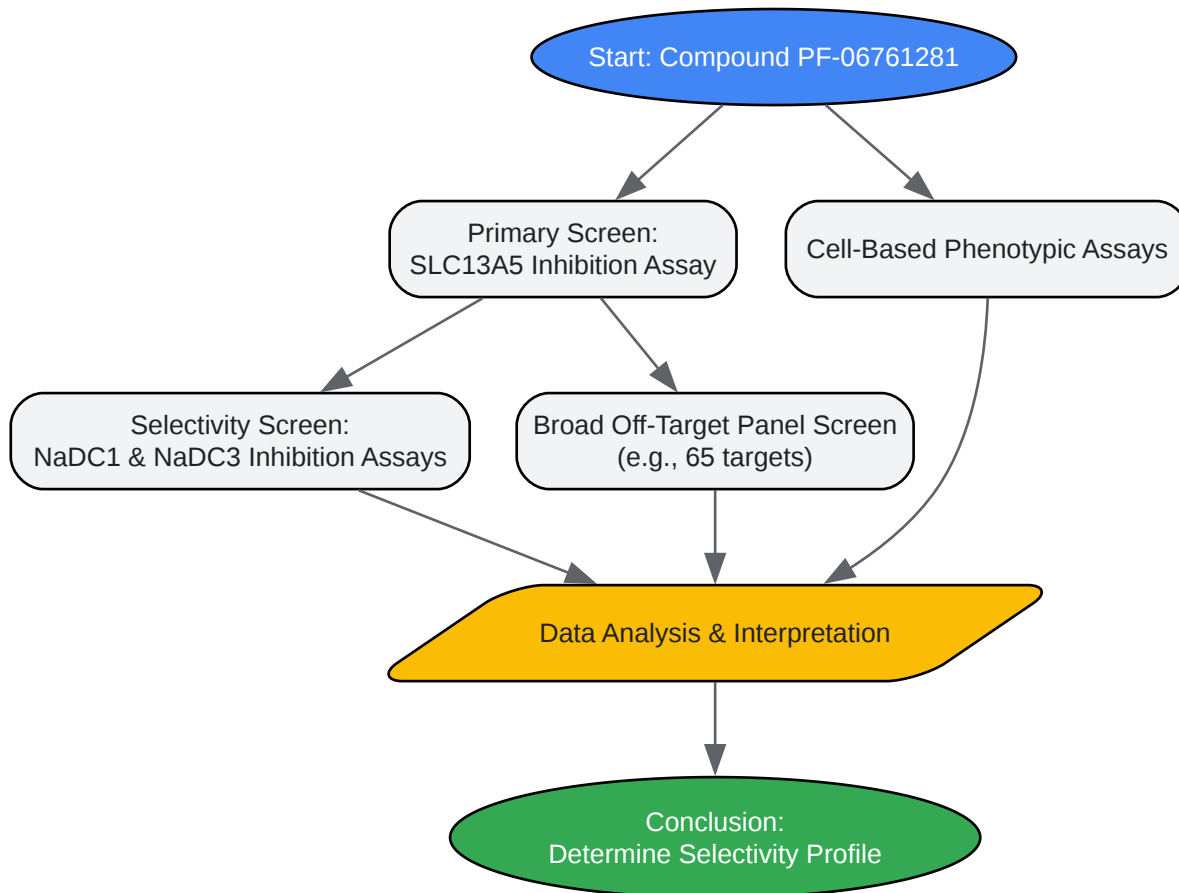 Start: Compound PF-06761281
Primary Screen:
SLC13A5 Inhibition Assay
Cell-Based Phenotypic Assays
Selectivity Screen:
NaDC1 & NaDC3 Inhibition Assays
Broad Off-Target Panel Screen
(e.g., 65 targets)
Data Analysis & Interpretation
Conclusion:
Determine Selectivity Profile